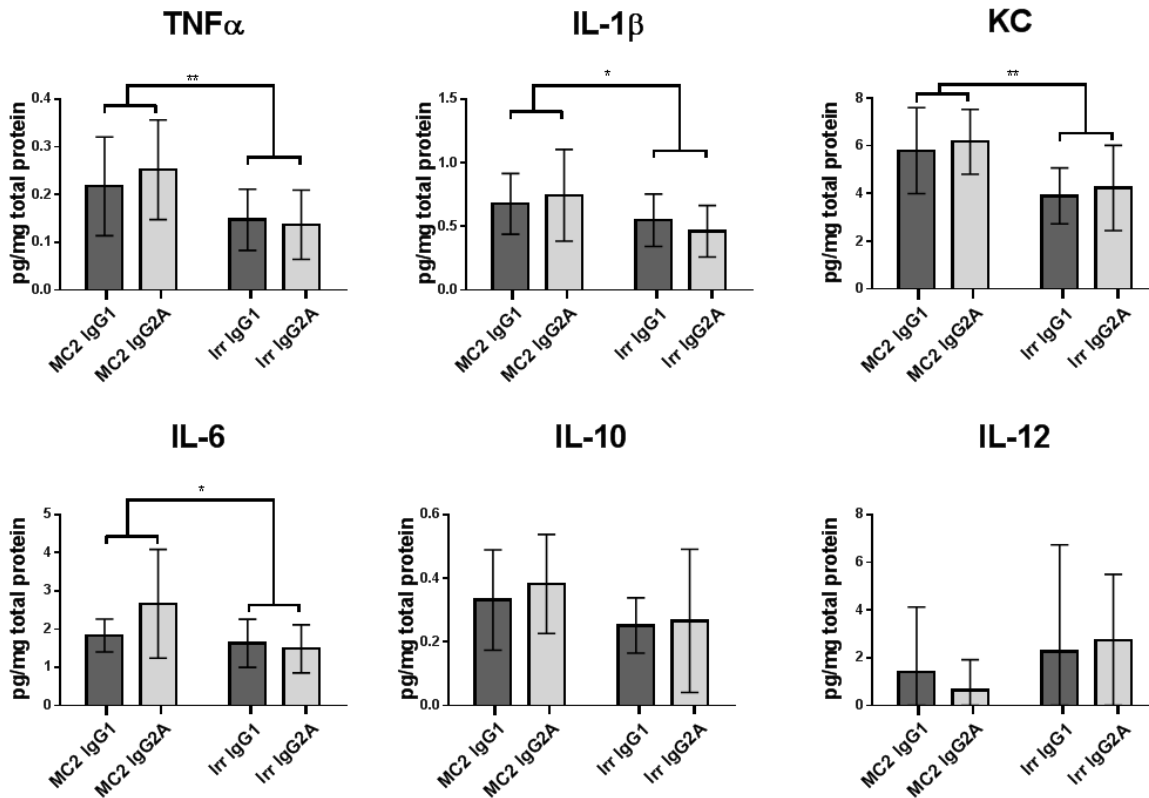 TNFα
IL-1β
KC
**
*
**
pg/mg total protein
0.4
0.3
0.2
0.1
0.0
MC2 IgG1
MC2 IgG2A
Irr IgG1
Irr IgG2A
pg/mg total protein
1.5
1.0
0.5
0.0
MC2 IgG1
MC2 IgG2A
Irr IgG1
Irr IgG2A
pg/mg total protein
8
6
4
2
0
MC2 IgG1
MC2 IgG2A
Irr IgG1
Irr IgG2A
IL-6
IL-10
IL-12
*
pg/mg total protein
5
4
3
2
1
0
MC2 IgG1
MC2 IgG2A
Irr IgG1
Irr IgG2A
pg/mg total protein
0.6
0.4
0.2
0.0
MC2 IgG1
MC2 IgG2A
Irr IgG1
Irr IgG2A
pg/mg total protein
8
6
4
2
0
MC2 IgG1
MC2 IgG2A
Irr IgG1
Irr IgG2A